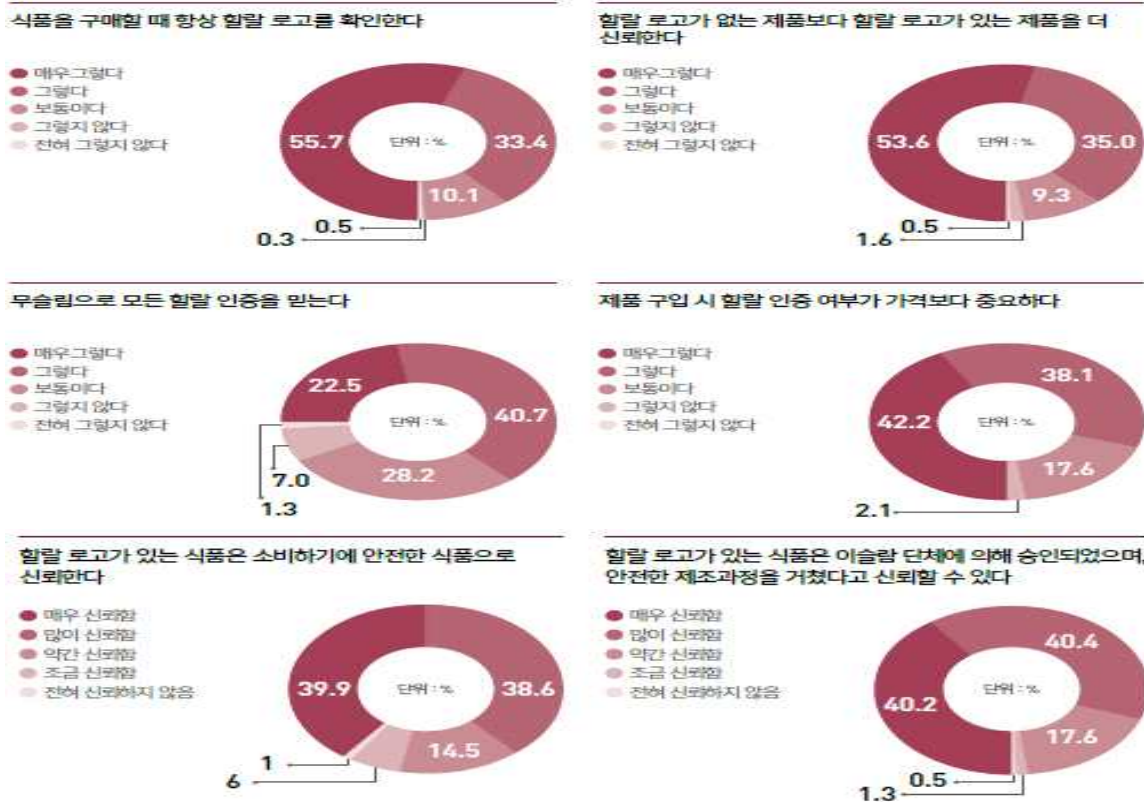 식품을 구매할 때 항상 할랄 로고를 확인한다
매우그렇다
그렇다
보통이다
그렇지 않다
전혀 그렇지 않다
단위 : %
55.7
33.4
10.1
0.5
0.3
할랄 로고가 없는 제품보다 할랄 로고가 있는 제품을 더
신뢰한다
매우그렇다
그렇다
보통이다
그렇지 않다
전혀 그렇지 않다
단위 : %
53.6
35.0
9.3
0.5
1.6
무슬림으로 모든 할랄 인증을 믿는다
매우그렇다
그렇다
보통이다
그렇지 않다
전혀 그렇지 않다
단위 : %
22.5
40.7
28.2
7.0
1.3
제품 구입 시 할랄 인증 여부가 가격보다 중요하다
매우그렇다
그렇다
보통이다
그렇지 않다
전혀 그렇지 않다
단위 : %
38.1
42.2
17.6
2.1
할랄 로고가 있는 식품은 소비하기에 안전한 식품으로
신뢰한다
매우 신뢰함
많이 신뢰함
약간 신뢰함
조금 신뢰함
전혀 신뢰하지 않음
단위 : %
39.9
38.6
14.5
1
6
할랄 로고가 있는 식품은 이슬람 단체에 의해 승인되었으며,
안전한 제조과정을 거쳤다고 신뢰할 수 있다
매우 신뢰함
많이 신뢰함
약간 신뢰함
조금 신뢰함
전혀 신뢰하지 않음
단위 : %
40.4
40.2
17.6
0.5
1.3